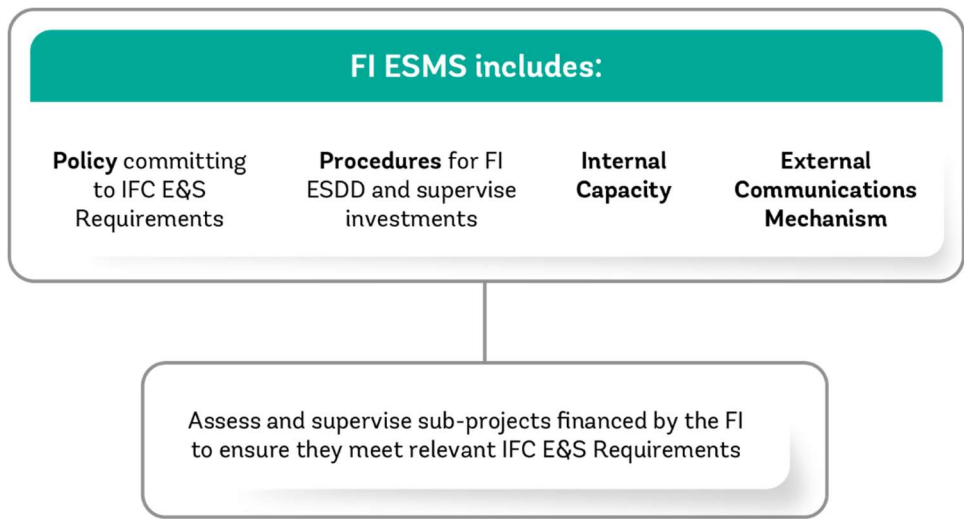 FI ESMS includes:
Policy committing
to IFC E&S
Requirements
Procedures for FI
ESDD and supervise
investments
Internal
Capacity
External
Communications
Mechanism
Assess and supervise sub-projects financed by the FI
to ensure they meet relevant IFC E&S Requirements